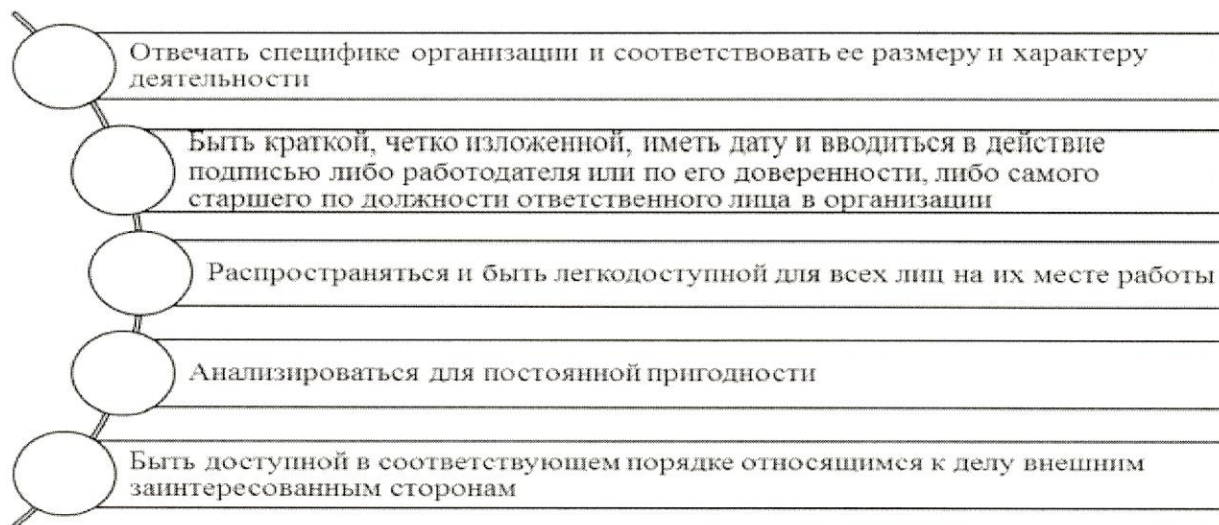 Отвечать специфике организации и соответствовать ее размеру и характеру
деятельности
Быть краткой, четко изложенной, иметь дату и вводиться в действие
подписью либо работодателя или по его доверенности, либо самого
старшего по должности ответственного лица в организации
Распространяться и быть легкодоступной для всех лиц на их месте работы
Анализироваться для постоянной пригодности
Быть доступной в соответствующем порядке относящимся к делу внешним
заинтересованным сторонам